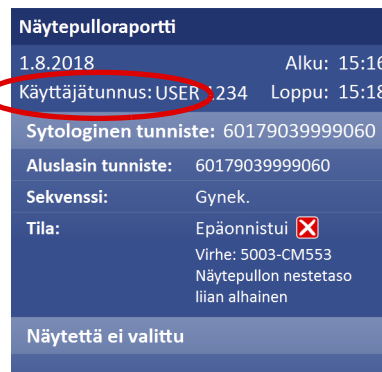 Näytepulloraportti
1.8.2018 Alku: 15:16
Käyttäjätunnus: USER 1234 Loppu: 15:18
Sytologinen tunniste: 60179039999060
Aluslasin tunniste: 60179039999060
Sekvenssi: Gynek.
Tila: Epäonnistui
Virhe: 5003-CM553
Näytepullon nestetaso
liian alhainen
Näytettä ei valittu